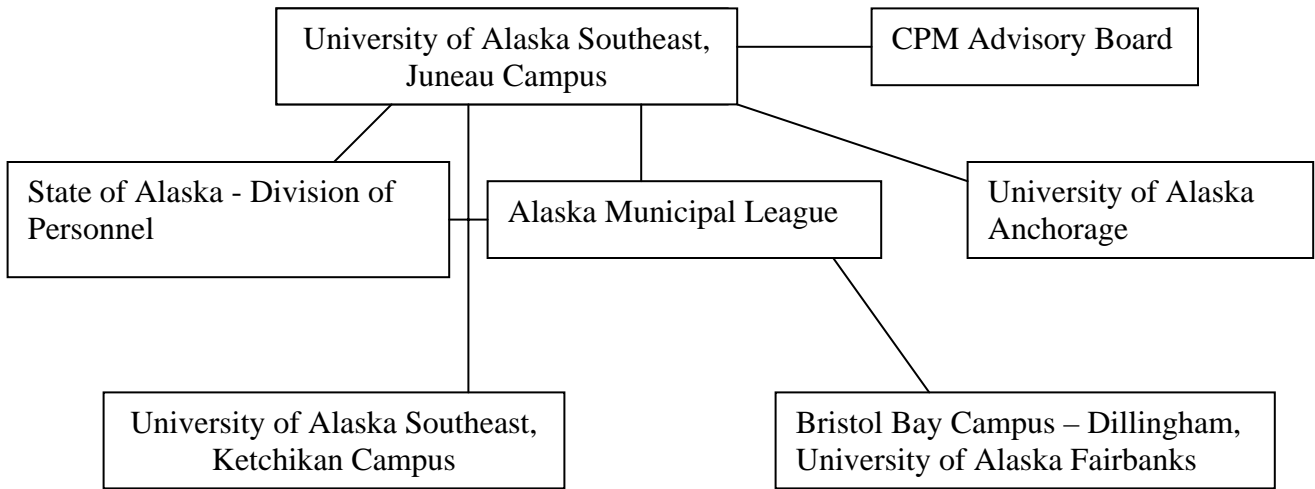 University of Alaska Southeast,
Juneau Campus
CPM Advisory Board
State of Alaska - Division of
Personnel
Alaska Municipal League
University of Alaska
Anchorage
University of Alaska Southeast,
Ketchikan Campus
Bristol Bay Campus – Dillingham,
University of Alaska Fairbanks